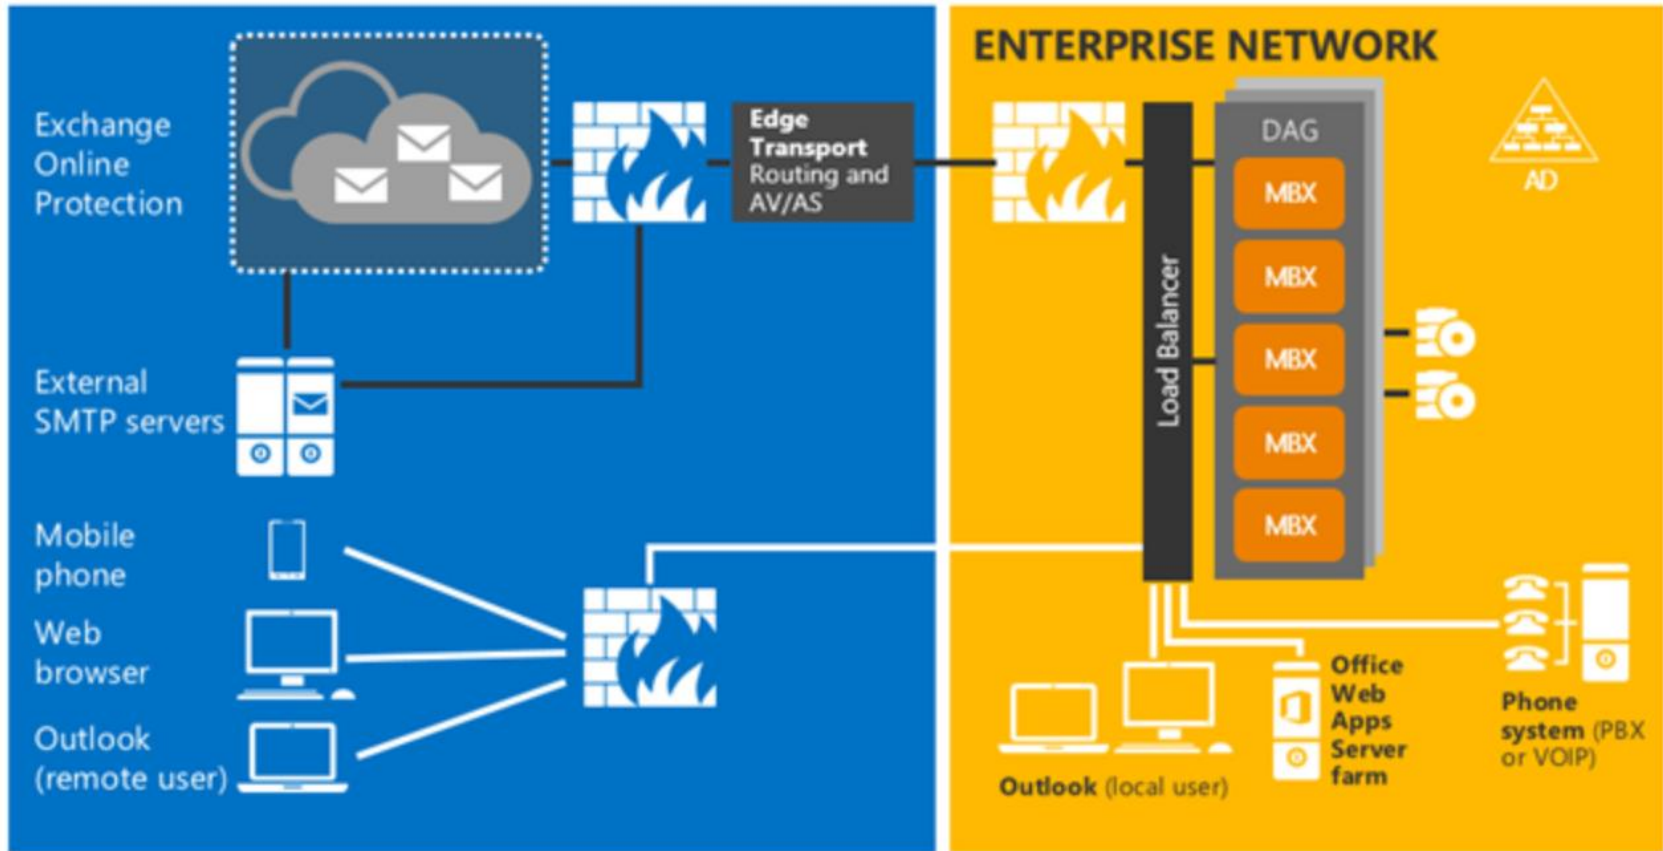 Exchange
Online
Protection
External
SMTP servers
Mobile
phone
Web
browser
Outlook
(remote user)
Edge
Transport
Routing and
AV/AS
ENTERPRISE NETWORK
Load Balancer
DAG
MBX
MBX
MBX
MBX
MBX
AD
Outlook (local user)
Office
Web
Apps
Server
farm
Phone
system (PBX
or VOIP)